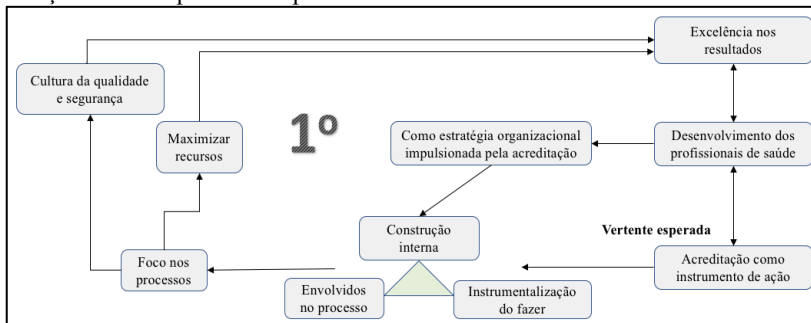 Excelência nos
resultados
Cultura da qualidade
e segurança
1º
Maximizar
recursos
Como estratégia organizacional
impulsionada pela acreditação
Desenvolvimento dos
profissionais de saúde
Construção
interna
Vertente esperada
Foco nos
processos
Acreditação como
instrumento de ação
Envolvidos
no processo
Instrumentalização
do fazer